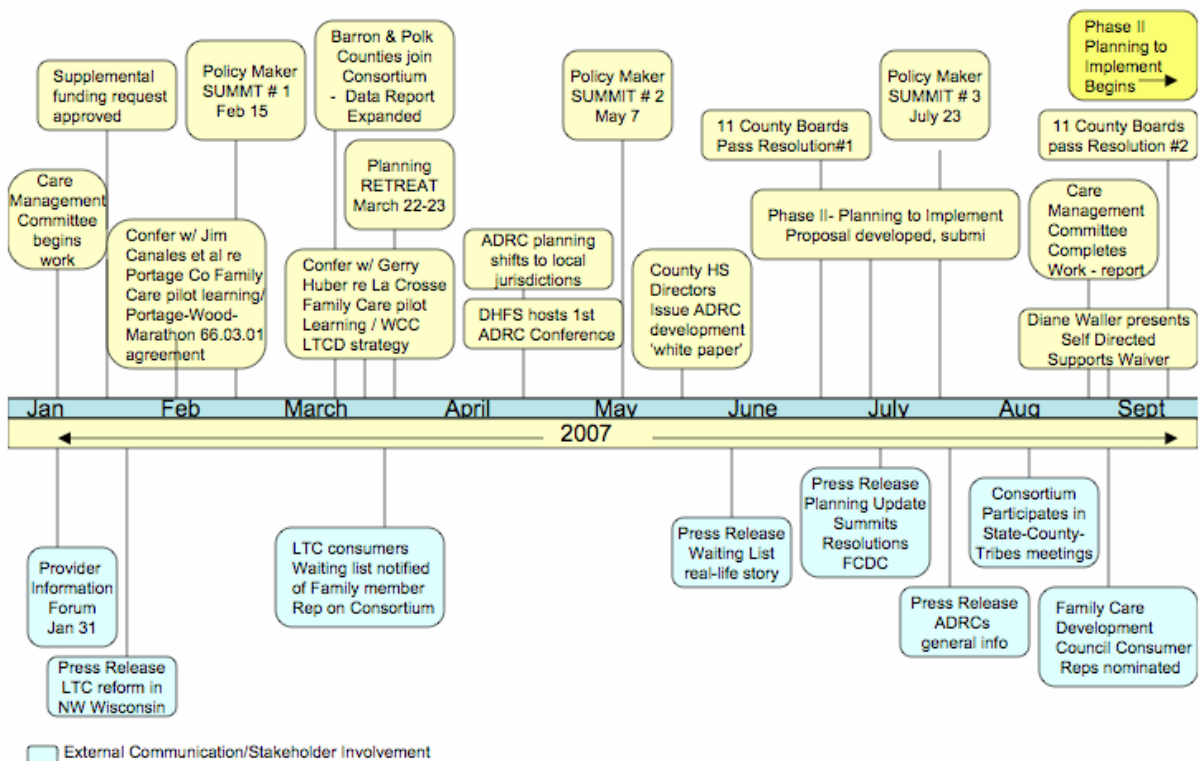 Supplemental
funding request
approved
Policy Maker
SUMMT # 1
Feb 15
Barron & Polk
Counties join
Consortium
- Data Report
Expanded
Policy Maker
SUMMIT # 2
May 7
Policy Maker
SUMMIT # 3
July 23
Phase II
Planning to
Implement
Begins
11 County Boards
Pass Resolution#1
11 County Boards
pass Resolution #2
Care
Management
Committee
begins
work
Planning
RETREAT
March 22-23
Confer w/ Jim
Canales et al re
Portage Co Family
Care pilot learning/
Portage-Wood-
Marathon 66.03.01
agreement
Confer w/ Gerry
Huber re La Crosse
Family Care pilot
Learning / WCC
LTCD strategy
ADRC planning
shifts to local
jurisdictions
DHFS hosts 1st
ADRC Conference
County HS
Directors
Issue ADRC
development
'white paper'
Phase II- Planning to Implement
Proposal developed, submi
Care
Management
Committee
Completes
Work - report
Diane Waller presents
Self Directed
Supports Waiver
Jan Feb March April May June July Aug Sept
2007
Provider
Information
Forum
Jan 31
Press Release
LTC reform in
NW Wisconsin
LTC consumers
Waiting list notified
of Family member
Rep on Consortium
Press Release
Waiting List
real-life story
Press Release
Planning Update
Summits
Resolutions
FCDC
Press Release
ADRCs
general info
Consortium
Participates in
State-County-
Tribes meetings
Family Care
Development
Council Consumer
Reps nominated
External Communication/Stakeholder Involvement